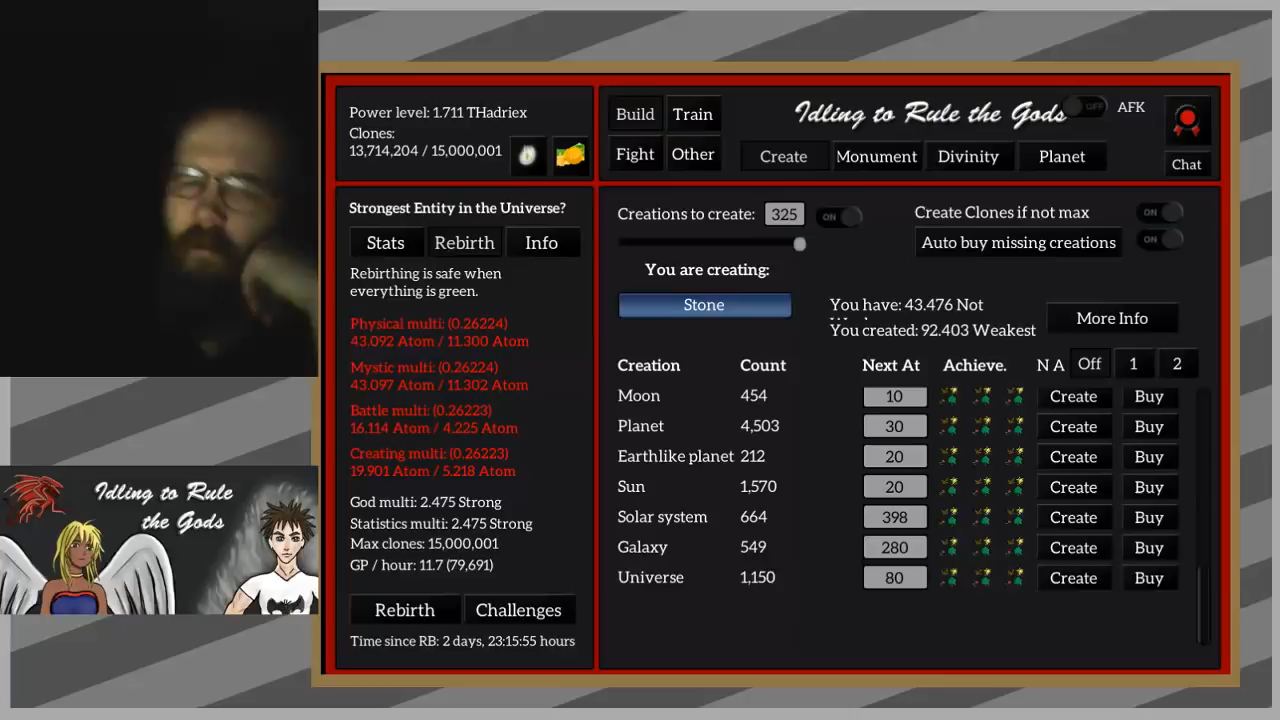 Power level: 1.711 THadriex
Clones:
13,714,204 / 15,000,001
Build
Train
Fight
Other
Idling to Rule the Gods
OFF
AFK
Create
Monument
Divinity
Planet
Chat
Strongest Entity in the Universe?
Stats
Rebirth
Info
Rebirthing is safe when
everything is green.
Physical multi: (0.26224)
43.092 Atom / 11.300 Atom
Mystic multi: (0.26224)
43.097 Atom / 11.302 Atom
Battle multi: (0.26223)
16.114 Atom / 4.225 Atom
Creating multi: (0.26223)
19.901 Atom / 5.218 Atom
God multi: 2.475 Strong
Statistics multi: 2.475 Strong
Max clones: 15,000,001
GP / hour: 11.7 (79,691)
Rebirth
Challenges
Time since RB: 2 days, 23:15:55 hours
Creations to create: 325 ON
Create Clones if not max ON
Auto buy missing creations ON
You are creating:
Stone
You have: 43.476 Not
You created: 92.403 Weakest
More Info
Creation Count Next At Achieve. N A Off 1 2
Moon 454 10 Create Buy
Planet 4,503 30 Create Buy
Earthlike planet 212 20 Create Buy
Sun 1,570 20 Create Buy
Solar system 664 398 Create Buy
Galaxy 549 280 Create Buy
Universe 1,150 80 Create Buy
Idling to Rule
the Gods